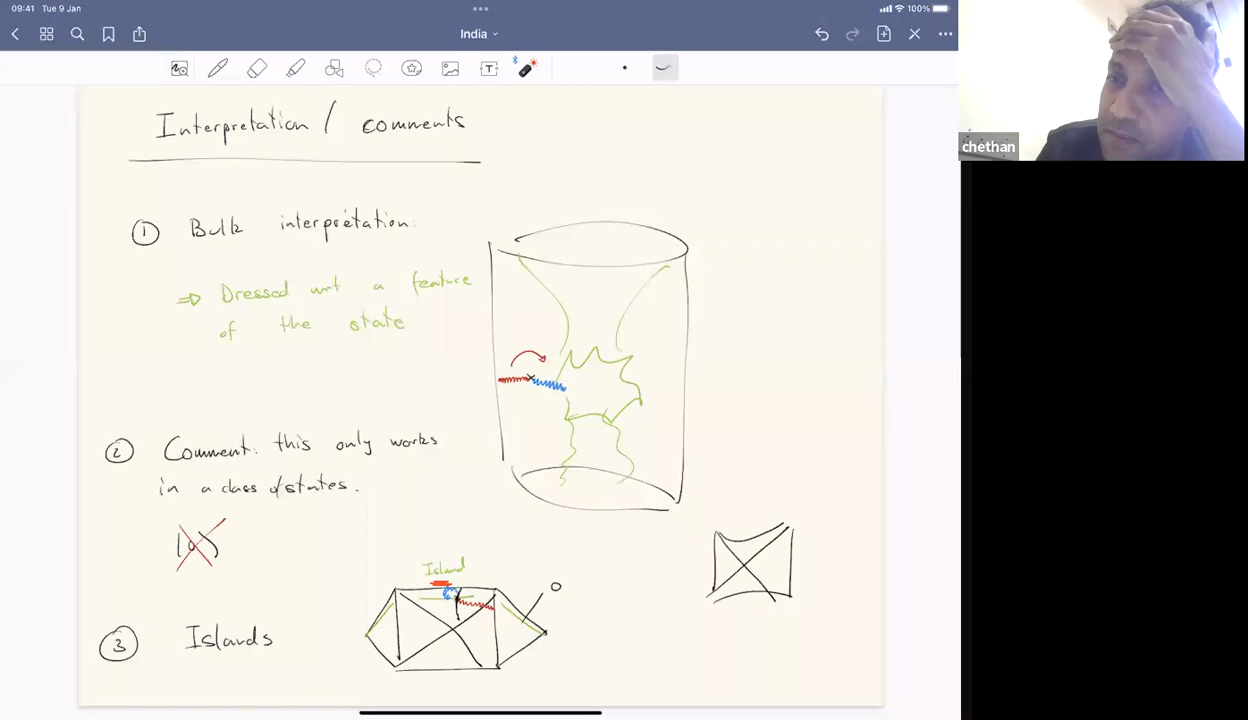 09:41 Tue 9 Jan
100%
India
chethan
Interpretation / comments
① Bulk interpretation:
⇒ Dressed wrt a feature
of the state
② Comment: this only works
in a class of states.
|0⟩
Island
O
③ Islands